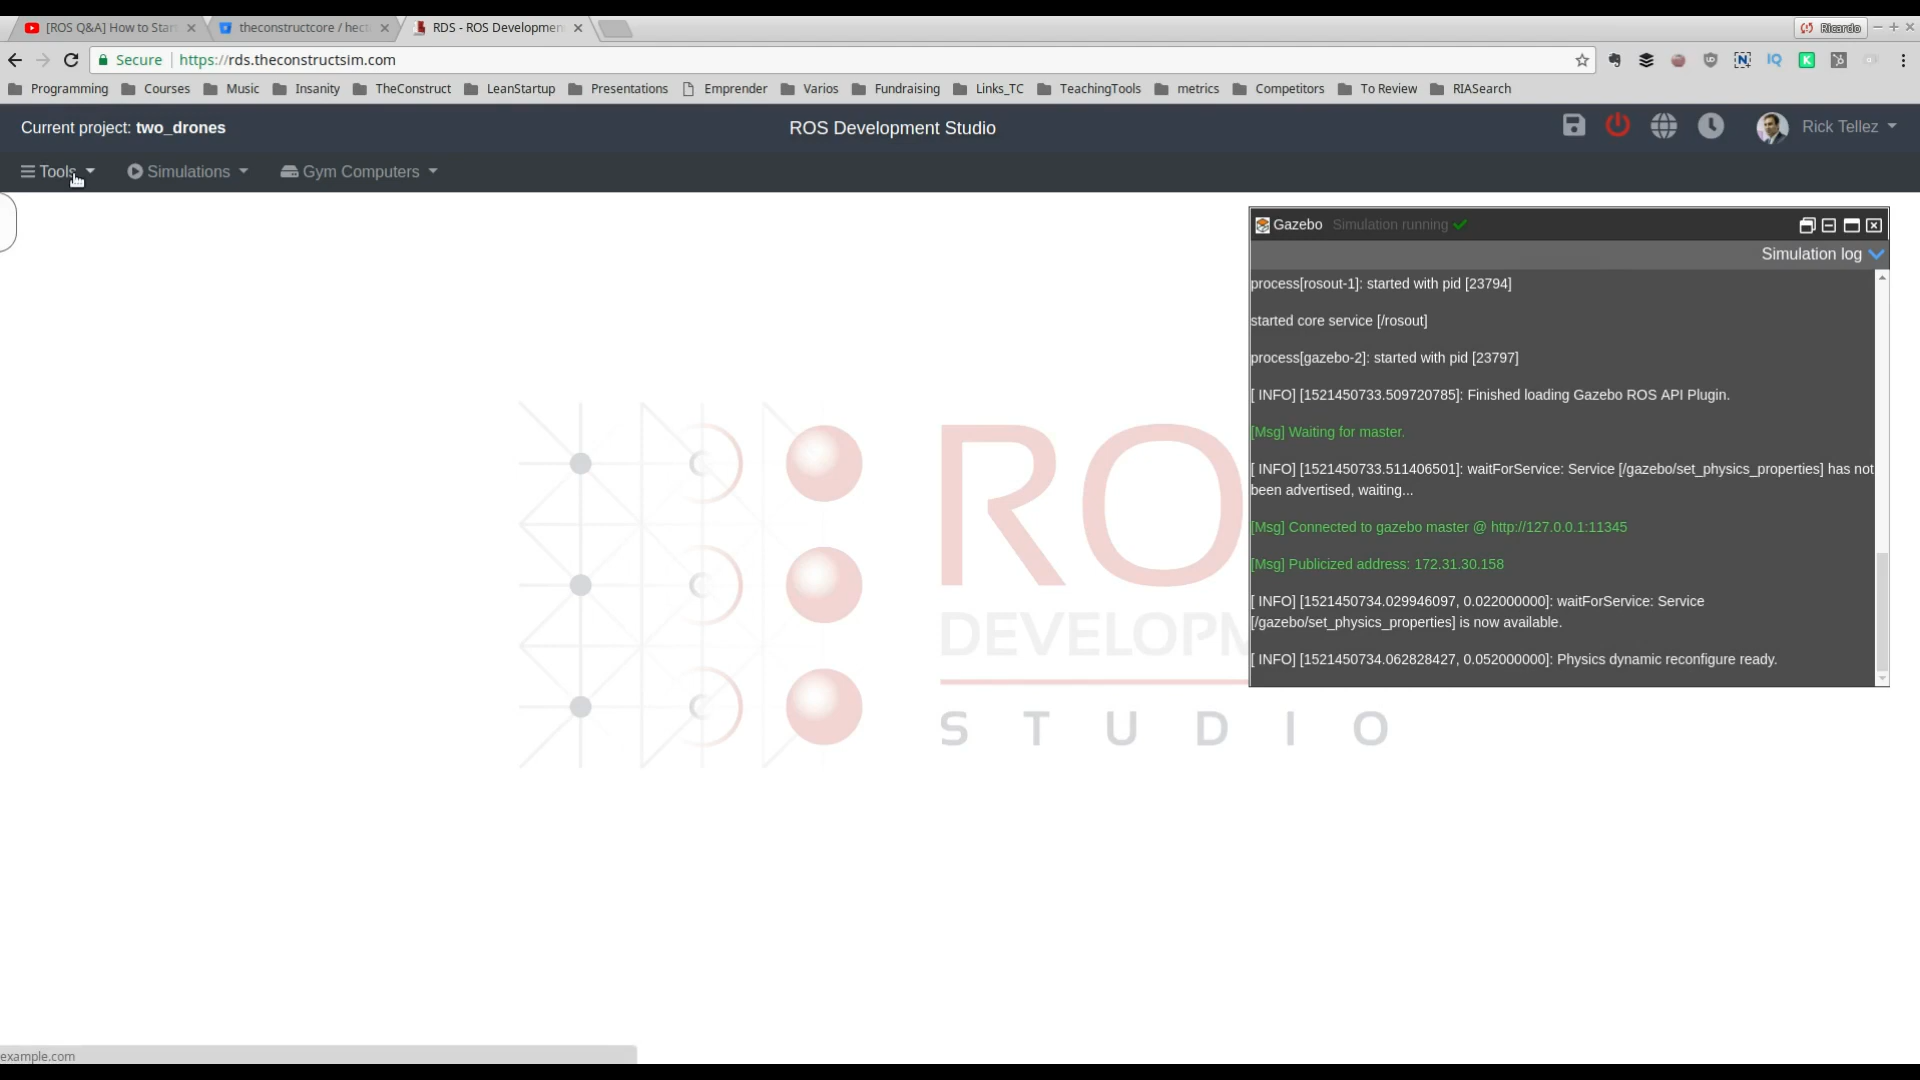 [ROS Q&A] How to Star
theconstructcore / hect
RDS - ROS Developmen
Ricardo
Secure
https://rds.theconstructsim.com
Programming
Courses
Music
Insanity
TheConstruct
LeanStartup
Presentations
Emprender
Varios
Fundraising
Links_TC
TeachingTools
metrics
Competitors
To Review
RIASearch
Current project: two_drones
ROS Development Studio
Rick Tellez
Tools
Simulations
Gym Computers
Gazebo
Simulation running
Simulation log
process[rosout-1]: started with pid [23794]
started core service [/rosout]
process[gazebo-2]: started with pid [23797]
[ INFO] [1521450733.509720785]: Finished loading Gazebo ROS API Plugin.
[Msg] Waiting for master.
[ INFO] [1521450733.511406501]: waitForService: Service [/gazebo/set_physics_properties] has not
been advertised, waiting...
[Msg] Connected to gazebo master @ http://127.0.0.1:11345
[Msg] Publicized address: 172.31.30.158
[ INFO] [1521450734.029946097, 0.022000000]: waitForService: Service
[/gazebo/set_physics_properties] is now available.
[ INFO] [1521450734.062828427, 0.052000000]: Physics dynamic reconfigure ready.
RO
DEVELOPM
STUDIO
example.com